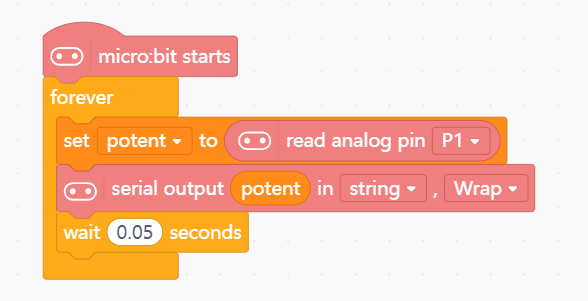 micro:bit starts
forever
set potent to read analog pin P1
serial output potent in string , Wrap
wait 0.05 seconds